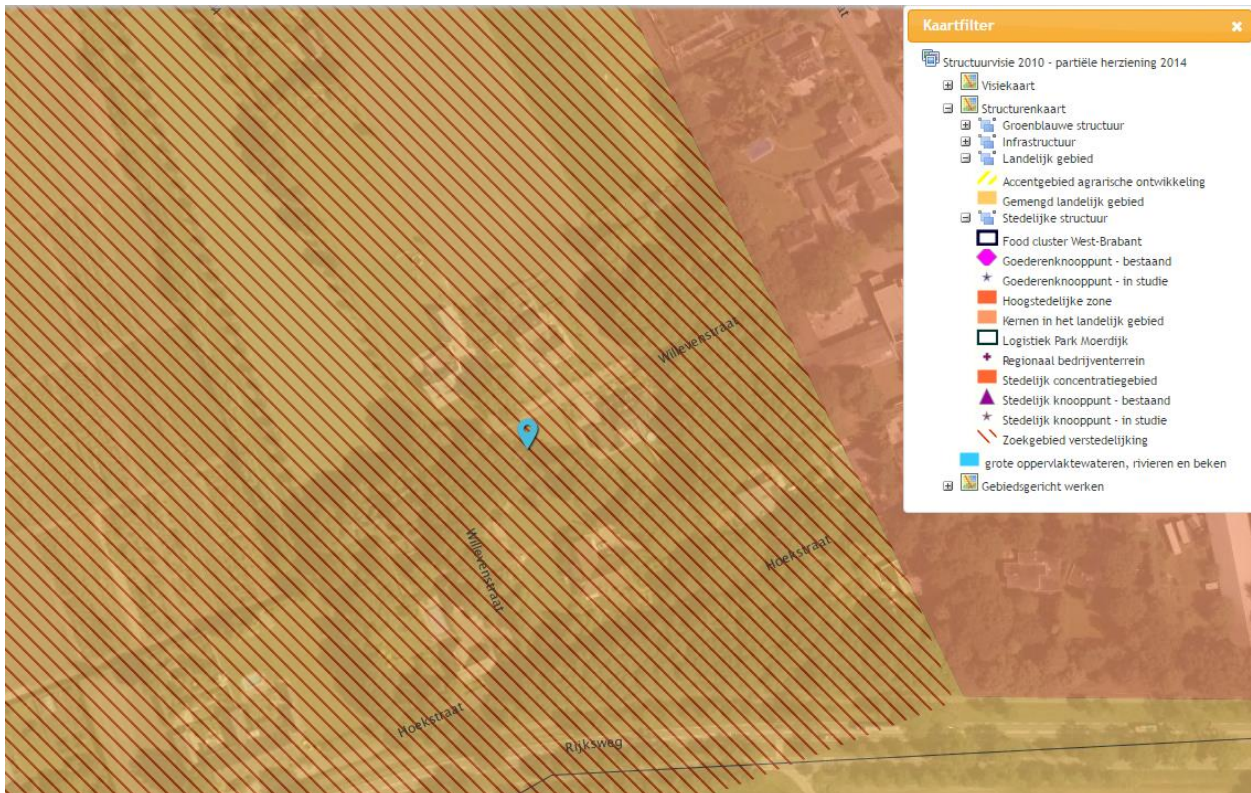 Kaartfilter
Structuurvisie 2010 - partiële herziening 2014
Visiekaart
Structurenkaart
Groenblauwe structuur
Infrastructuur
Landelijk gebied
Accentgebied agrarische ontwikkeling
Gemengd landelijk gebied
Stedelijke structuur
Food cluster West-Brabant
Goederenknooppunt - bestaand
Goederenknooppunt - in studie
Hoogstedelijke zone
Kernen in het landelijk gebied
Logistiek Park Moerdijk
Regionaal bedrijventerrein
Stedelijk concentratiegebied
Stedelijk knooppunt - bestaand
Stedelijk knooppunt - in studie
Zoekgebied verstedelijking
grote oppervlaktewateren, rivieren en beken
Gebiedsgericht werken
Willevenstraat
Hoekstraat
Willevenstraat
Hoekstraat
Rijksweg